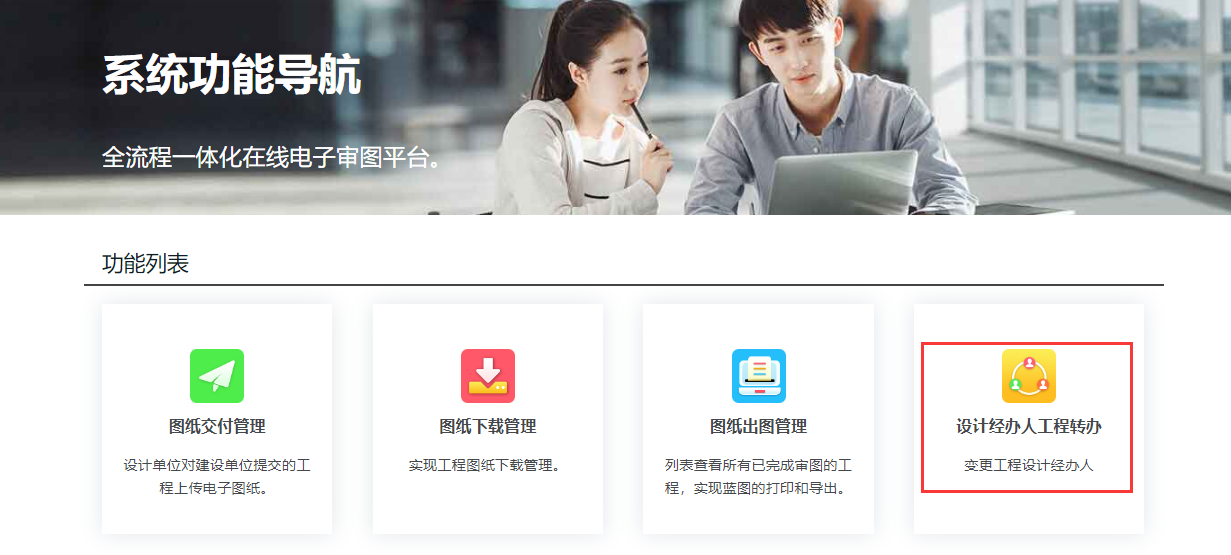 系统功能导航
全流程一体化在线电子审图平台。
功能列表
图纸交付管理
设计单位对建设单位提交的工
程上传电子图纸。
图纸下载管理
实现工程图纸下载管理。
图纸出图管理
列表查看所有已完成审图的工
程，实现蓝图的打印和导出。
设计经办人工程转办
变更工程设计经办人